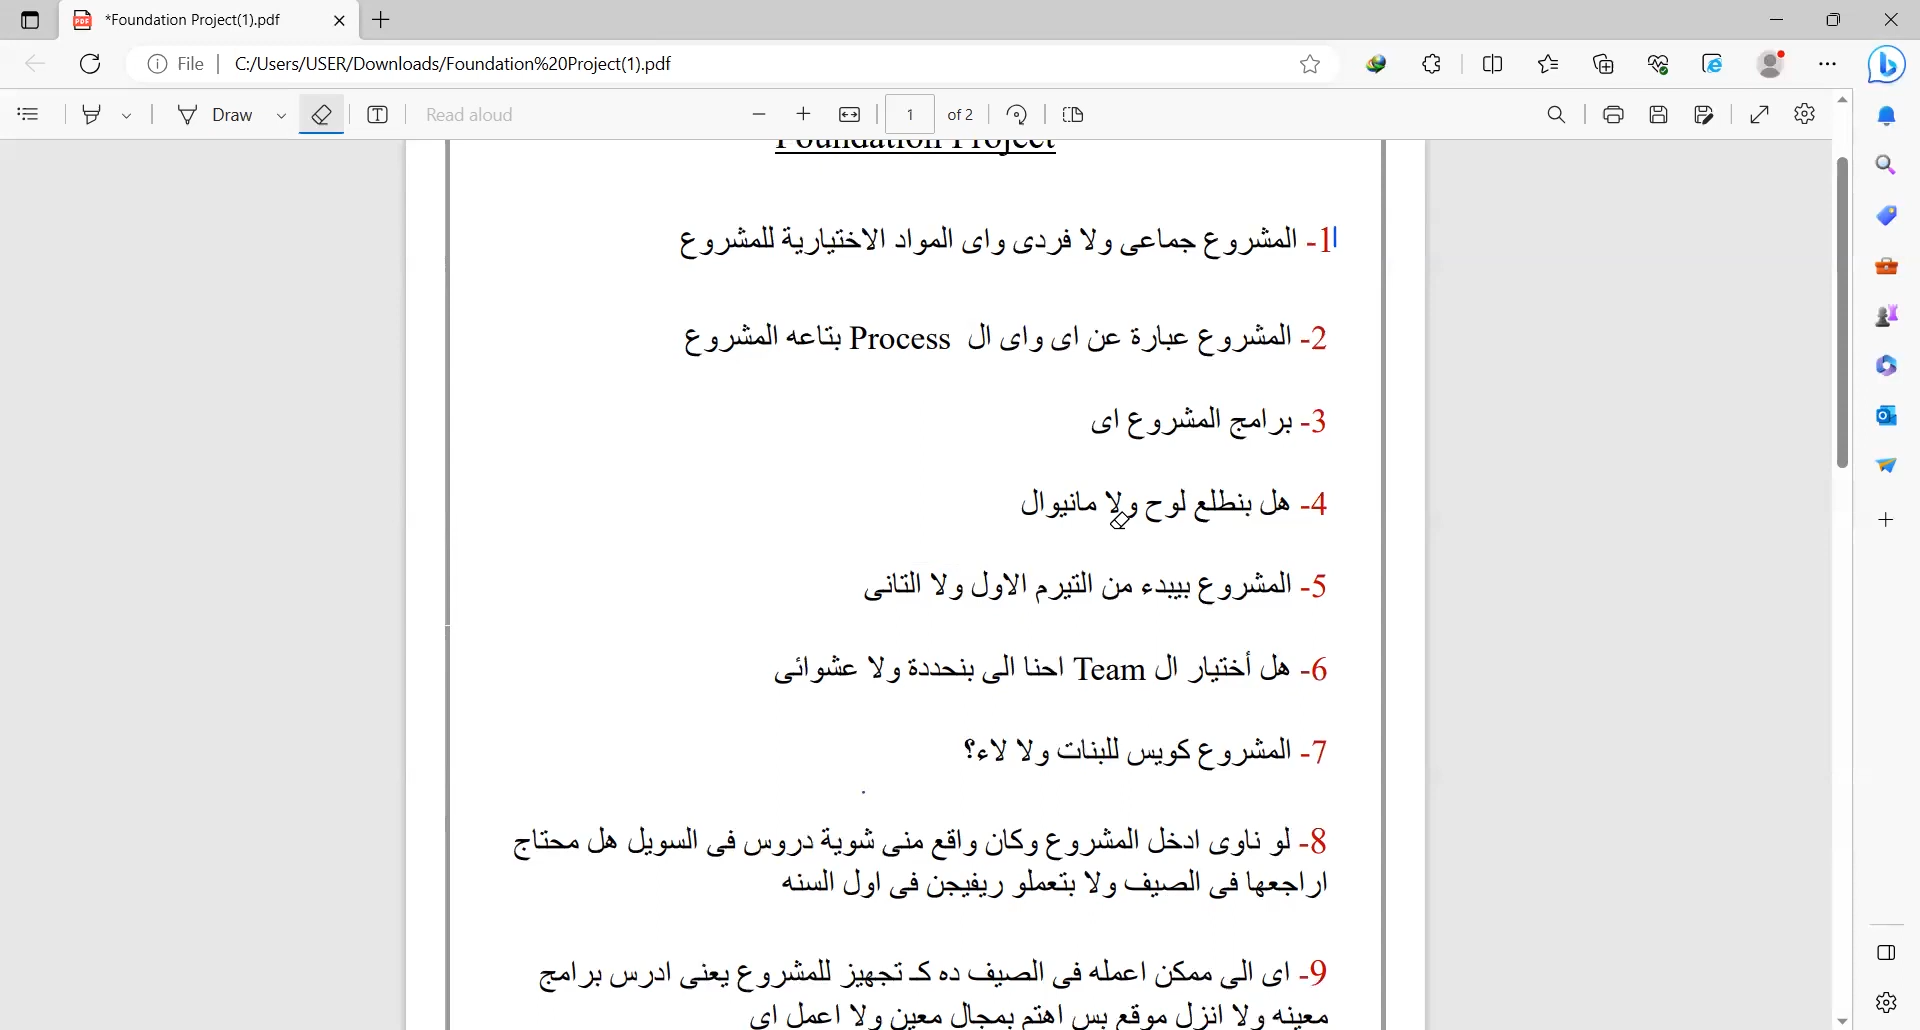 *Foundation Project(1).pdf
File
C:/Users/USER/Downloads/Foundation%20Project(1).pdf
Draw
Read aloud
1
of 2
Foundation Project
1- المشروع جماعى ولا فردى واى المواد الاختيارية للمشروع
2- المشروع عبارة عن اى واى ال Process بتاعه المشروع
3- برامج المشروع اى
4- هل بنطلع لوح ولا مانيوال
5- المشروع بيبدء من التيرم الاول ولا التانى
6- هل أختيار ال Team احنا الى بنحددة ولا عشوائى
7- المشروع كويس للبنات ولا لاء؟
8- لو ناوى ادخل المشروع وكان واقع منى شوية دروس فى السويل هل محتاج
اراجعها فى الصيف ولا بتعملو ريفيجن فى اول السنه
9- اى الى ممكن اعمله فى الصيف ده كـ تجهيز للمشروع يعنى ادرس برامج
معينه ولا انزل موقع بس اهتم بمجال معين ولا اعمل اى